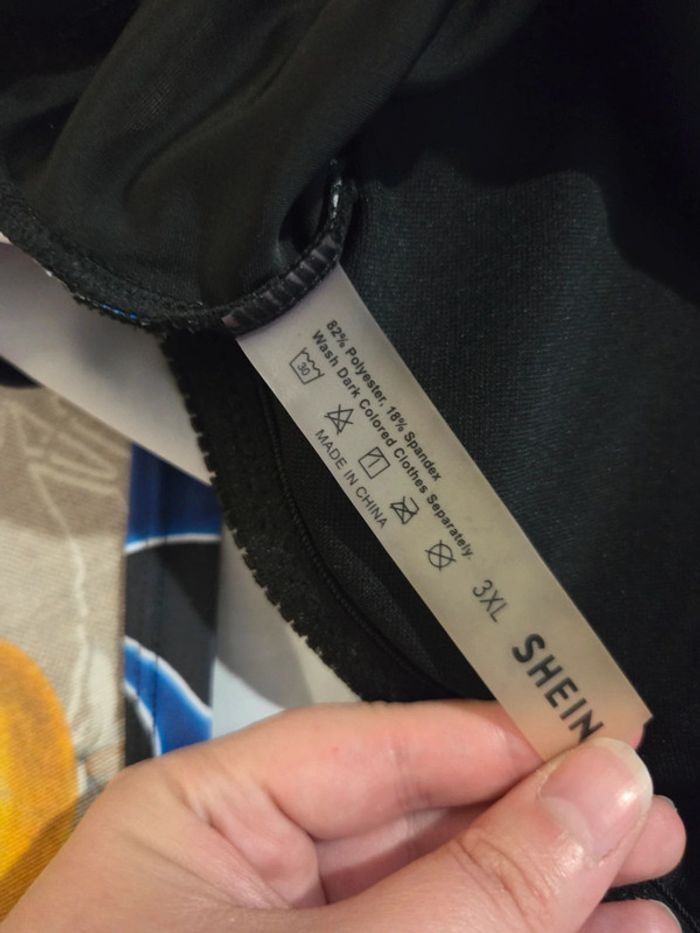 82% Polyester, 18% Spandex
Wash Dark Colored Clothes Separately.
30
MADE IN CHINA
3XL
SHEIN